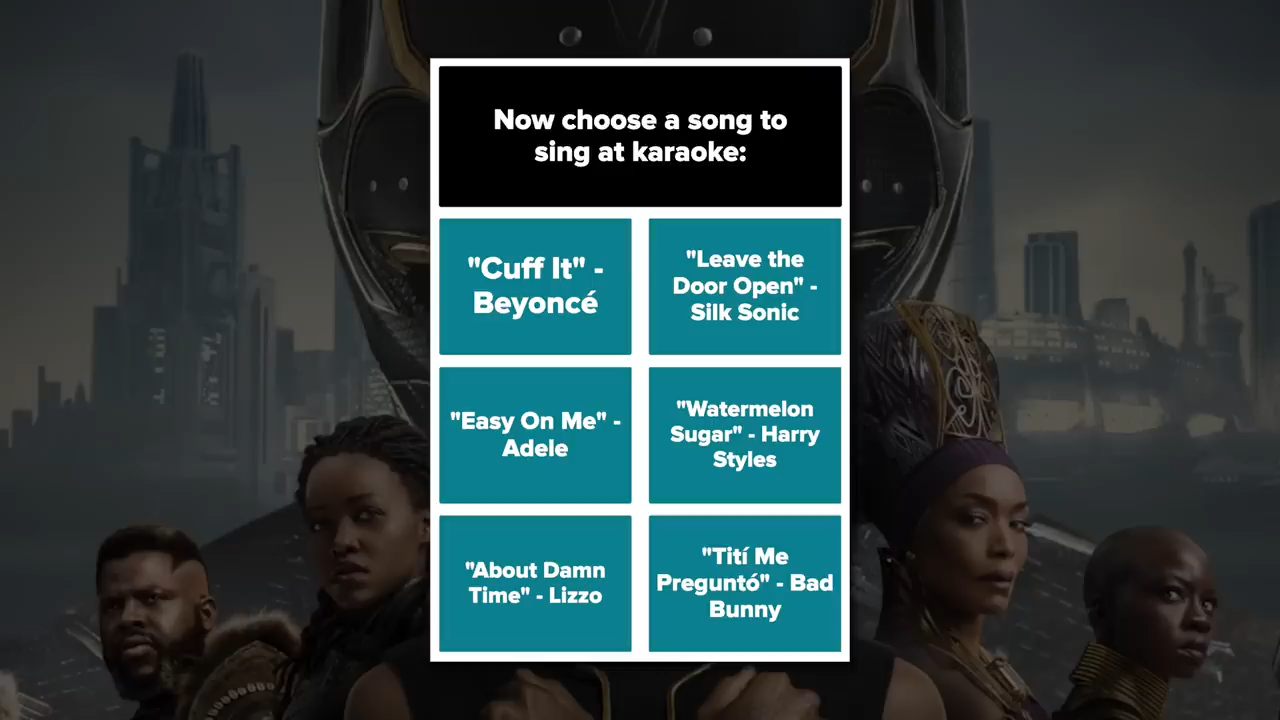 Now choose a song to
sing at karaoke:
"Cuff It" -
Beyoncé
"Leave the
Door Open" -
Silk Sonic
"Easy On Me" -
Adele
"Watermelon
Sugar" - Harry
Styles
"About Damn
Time" - Lizzo
"Tití Me
Preguntó" - Bad
Bunny